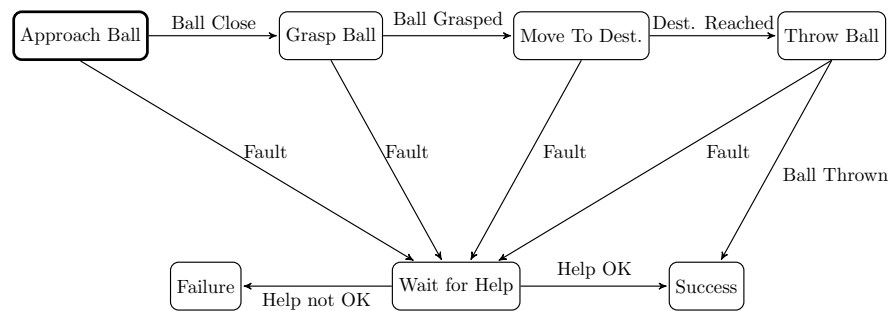 Approach Ball
Ball Close
Grasp Ball
Ball Grasped
Move To Dest.
Dest. Reached
Throw Ball
Fault
Fault
Fault
Fault
Ball Thrown
Failure
Help not OK
Wait for Help
Help OK
Success